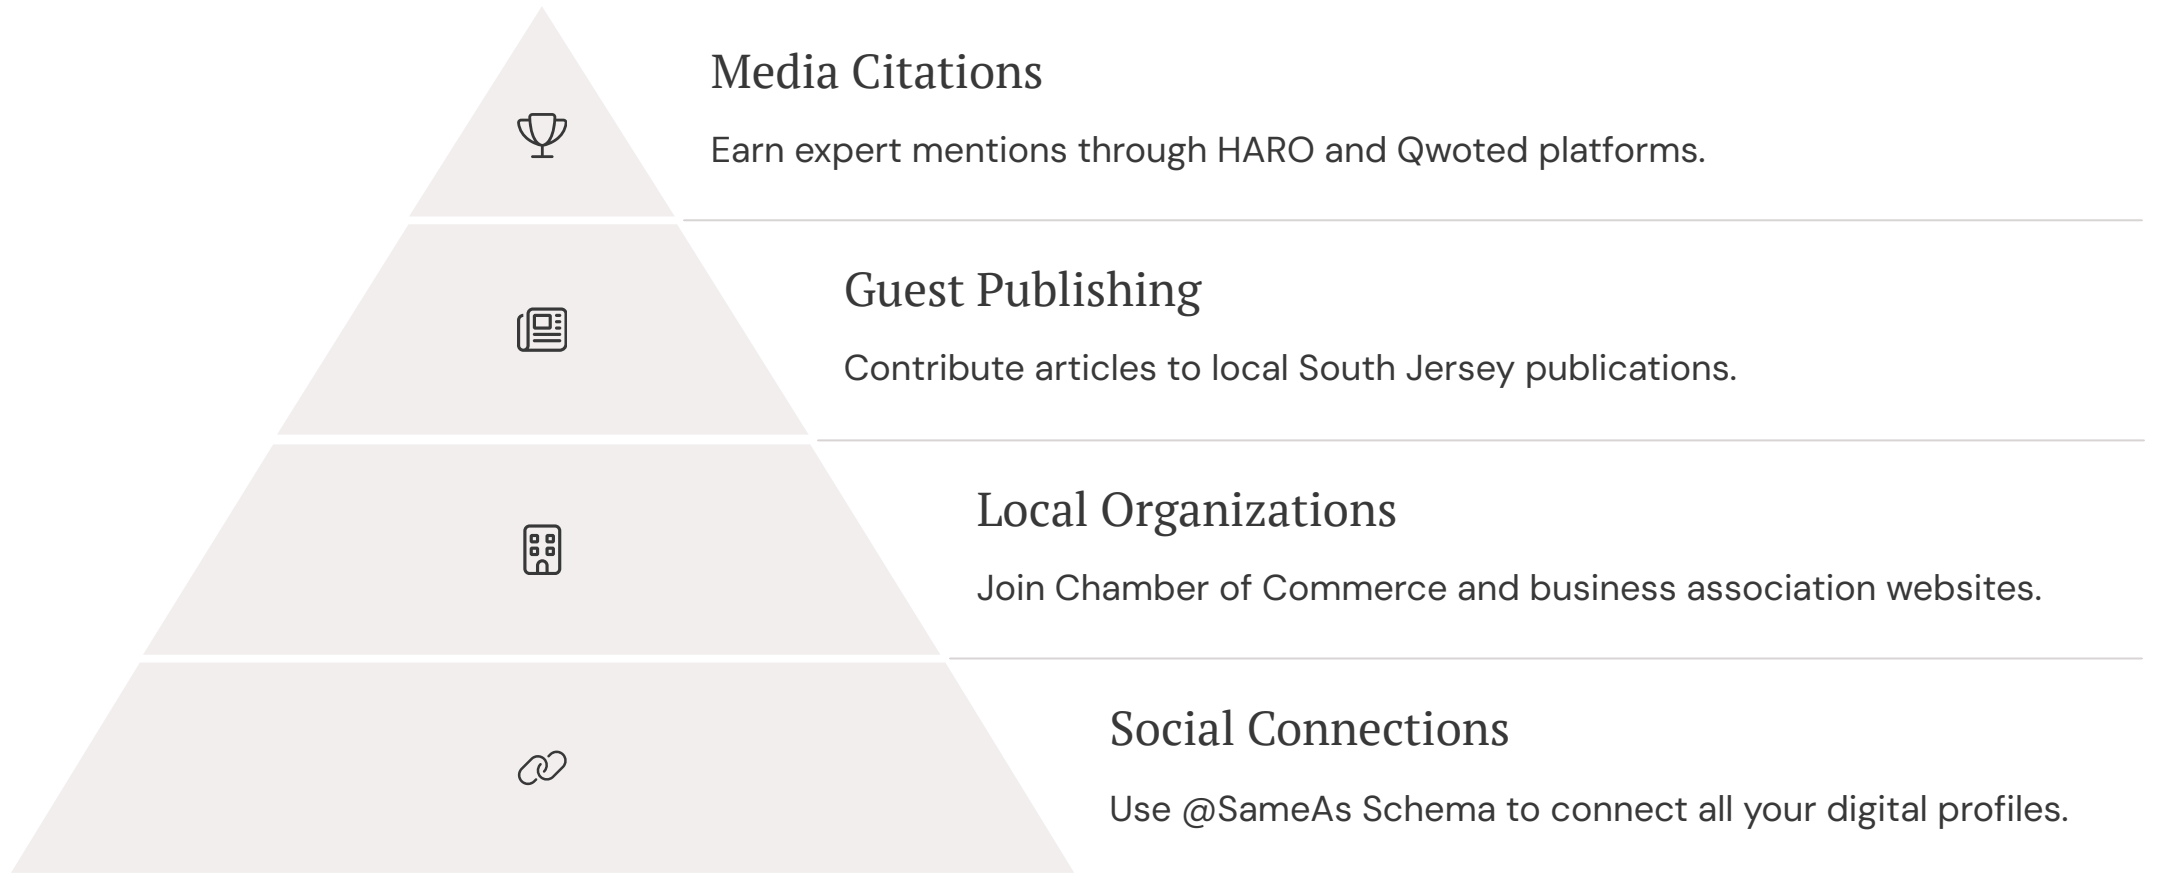 Media Citations
Earn expert mentions through HARO and Qwoted platforms.
Guest Publishing
Contribute articles to local South Jersey publications.
Local Organizations
Join Chamber of Commerce and business association websites.
Social Connections
Use @SameAs Schema to connect all your digital profiles.